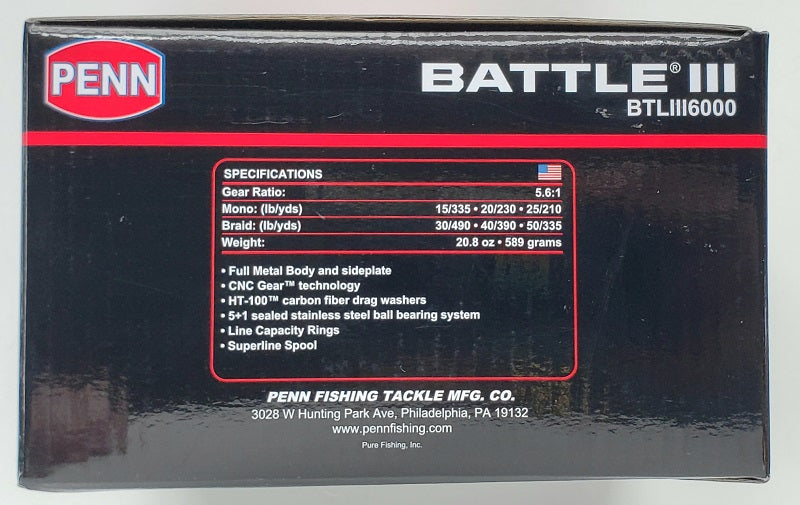 PENN
BATTLE® III
BTLIII6000
SPECIFICATIONS
Gear Ratio: 5.6:1
Mono: (lb/yds) 15/335 • 20/230 • 25/210
Braid: (lb/yds) 30/490 • 40/390 • 50/335
Weight: 20.8 oz • 589 grams
• Full Metal Body and sideplate
• CNC Gear™ technology
• HT-100™ carbon fiber drag washers
• 5+1 sealed stainless steel ball bearing system
• Line Capacity Rings
• Superline Spool
PENN FISHING TACKLE MFG. CO.
3028 W Hunting Park Ave, Philadelphia, PA 19132
www.pennfishing.com
Pure Fishing, Inc.